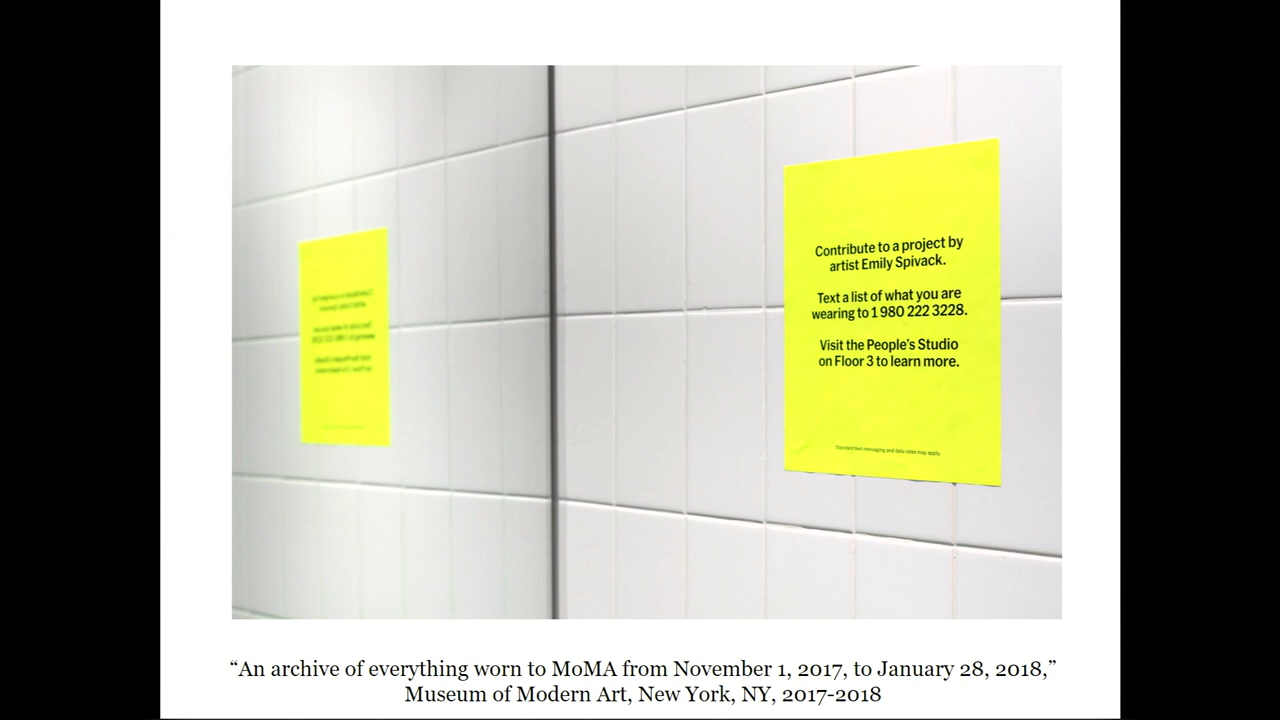 Contribute to a project by
artist Emily Spivack.
Text a list of what you are
wearing to 1 980 222 3228.
Visit the People's Studio
on Floor 3 to learn more.
Standard text messaging and data rates may apply.
“An archive of everything worn to MoMA from November 1, 2017, to January 28, 2018,”
Museum of Modern Art, New York, NY, 2017-2018